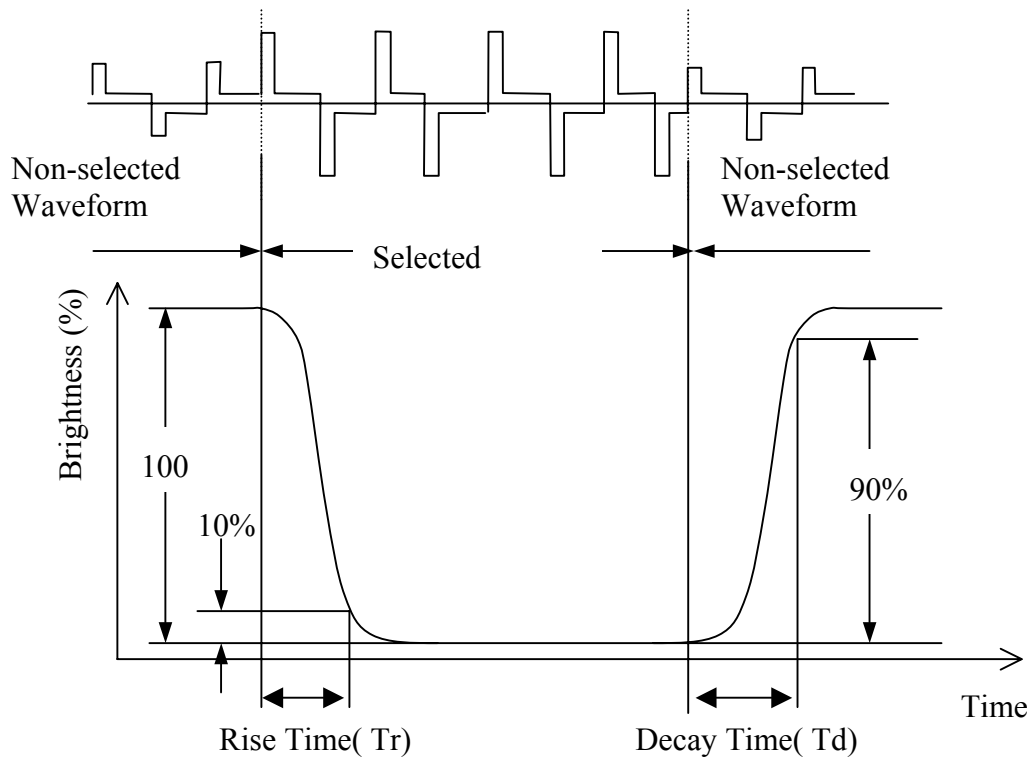 Non-selected
Waveform
Non-selected
Waveform
Selected
Brightness (%)
100
10%
90%
Time
Rise Time( Tr)
Decay Time( Td)